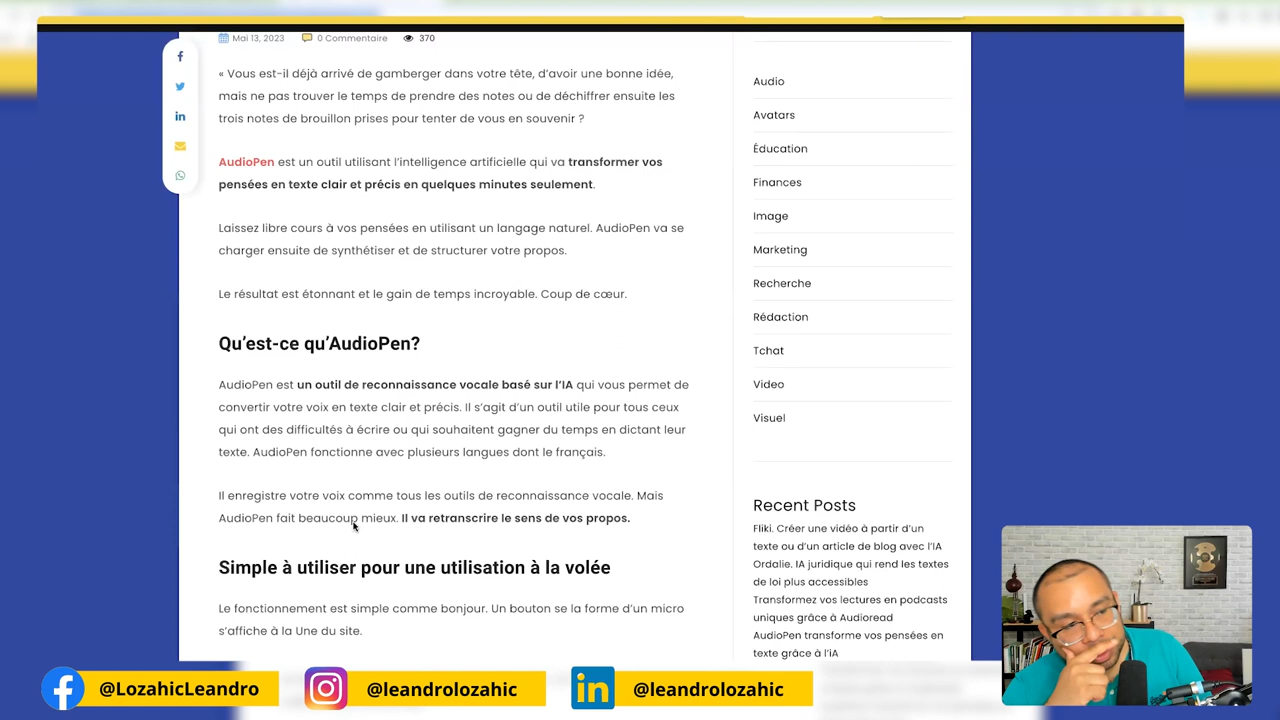 Mai 13, 2023 0 Commentaire 370
« Vous est-il déjà arrivé de gamberger dans votre tête, d’avoir une bonne idée,
mais ne pas trouver le temps de prendre des notes ou de déchiffrer ensuite les
trois notes de brouillon prises pour tenter de vous en souvenir ?
AudioPen est un outil utilisant l’intelligence artificielle qui va transformer vos
pensées en texte clair et précis en quelques minutes seulement.
Laissez libre cours à vos pensées en utilisant un langage naturel. AudioPen va se
charger ensuite de synthétiser et de structurer votre propos.
Le résultat est étonnant et le gain de temps incroyable. Coup de cœur.
Qu’est-ce qu’AudioPen?
AudioPen est un outil de reconnaissance vocale basé sur l’IA qui vous permet de
convertir votre voix en texte clair et précis. Il s’agit d’un outil utile pour tous ceux
qui ont des difficultés à écrire ou qui souhaitent gagner du temps en dictant leur
texte. AudioPen fonctionne avec plusieurs langues dont le français.
Il enregistre votre voix comme tous les outils de reconnaissance vocale. Mais
AudioPen fait beaucoup mieux. Il va retranscrire le sens de vos propos.
Simple à utiliser pour une utilisation à la volée
Le fonctionnement est simple comme bonjour. Un bouton se la forme d’un micro
s’affiche à la Une du site.
Audio
Avatars
Éducation
Finances
Image
Marketing
Recherche
Rédaction
Tchat
Video
Visuel
Recent Posts
Fliki. Créer une vidéo à partir d’un
texte ou d’un article de blog avec l’IA
Ordalie. IA juridique qui rend les textes
de loi plus accessibles
Transformez vos lectures en podcasts
uniques grâce à Audioread
AudioPen transforme vos pensées en
texte grâce à l’iA
@LozahicLeandro
@leandrolozahic
@leandrolozahic